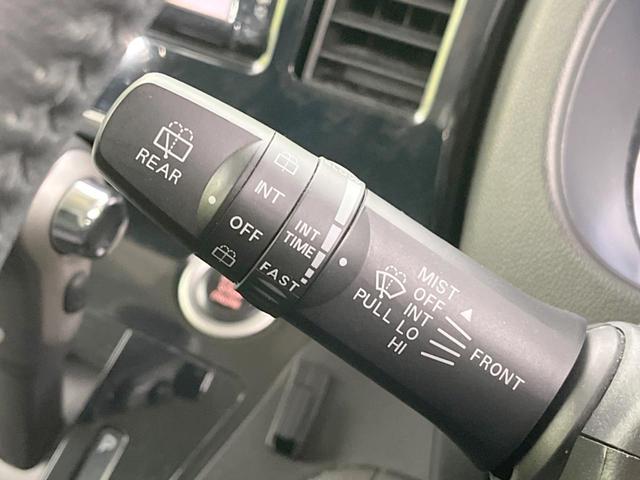 REAR
INT
OFF
INT
TIME
FAST
MIST
OFF
INT
PULL LO
HI
FRONT
P